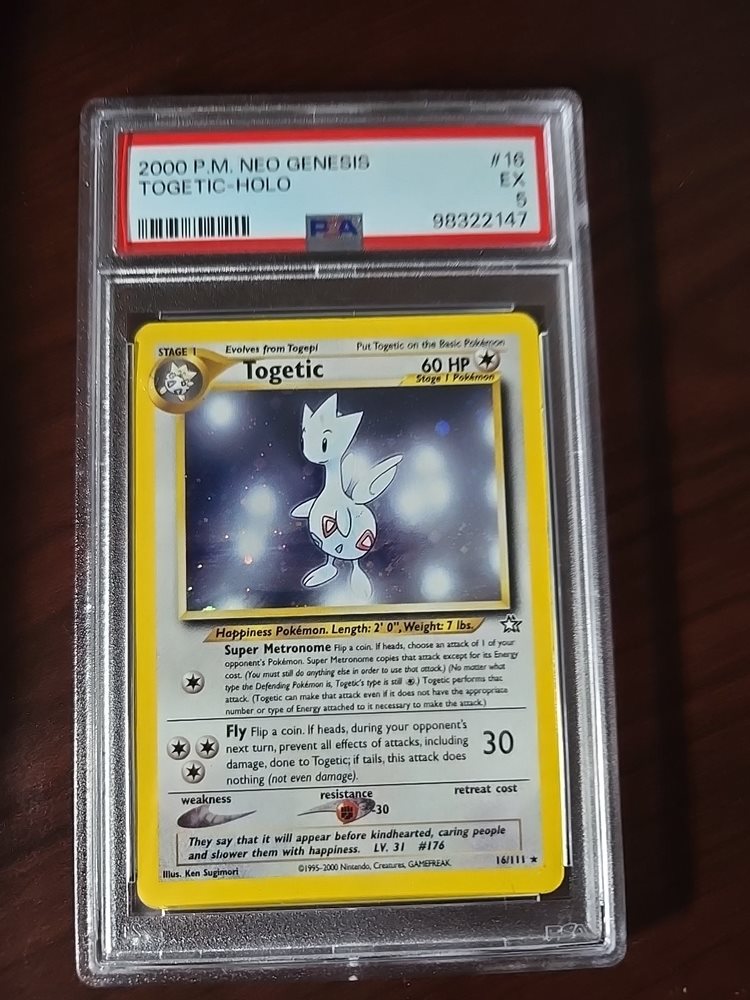 2000 P.M. NEO GENESIS #16
TOGETIC-HOLO EX
5
PSA 98322147
STAGE 1 Evolves from Togepi Put Togetic on the Basic Pokémon
Togetic 60 HP
Stage 1 Pokémon
Happiness Pokémon. Length: 2' 0", Weight: 7 lbs.
Super Metronome Flip a coin. If heads, choose an attack of 1 of your
opponent's Pokémon. Super Metronome copies that attack except for its Energy
cost. (You must still do anything else in order to use that attack.) (No matter what
type the Defending Pokémon is, Togetic's type is still .) Togetic performs that
attack. (Togetic can make that attack even if it does not have the appropriate
number or type of Energy attached to it necessary to make the attack.)
Fly Flip a coin. If heads, during your opponent's
next turn, prevent all effects of attacks, including
damage, done to Togetic; if tails, this attack does
nothing (not even damage).
30
weakness resistance retreat cost
-30
They say that it will appear before kindhearted, caring people
and shower them with happiness. LV. 31 #176
Illus. Ken Sugimori ©1995-2000 Nintendo, Creatures, GAMEFREAK. 16/111 ★
PSA